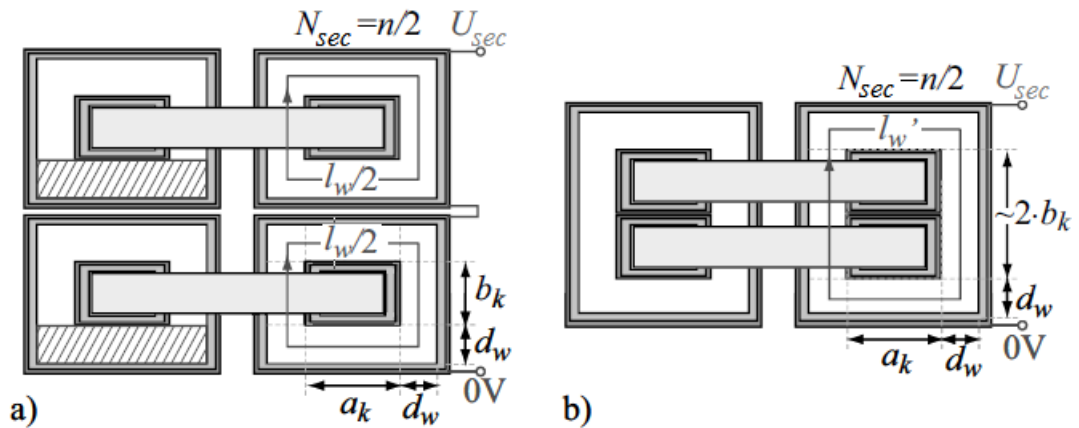 N_sec = n/2 U_sec
l_w/2
l_w/2
b_k
d_w
0V
a_k d_w
a)
N_sec = n/2 U_sec
l_w'
~2·b_k
d_w
0V
a_k d_w
b)